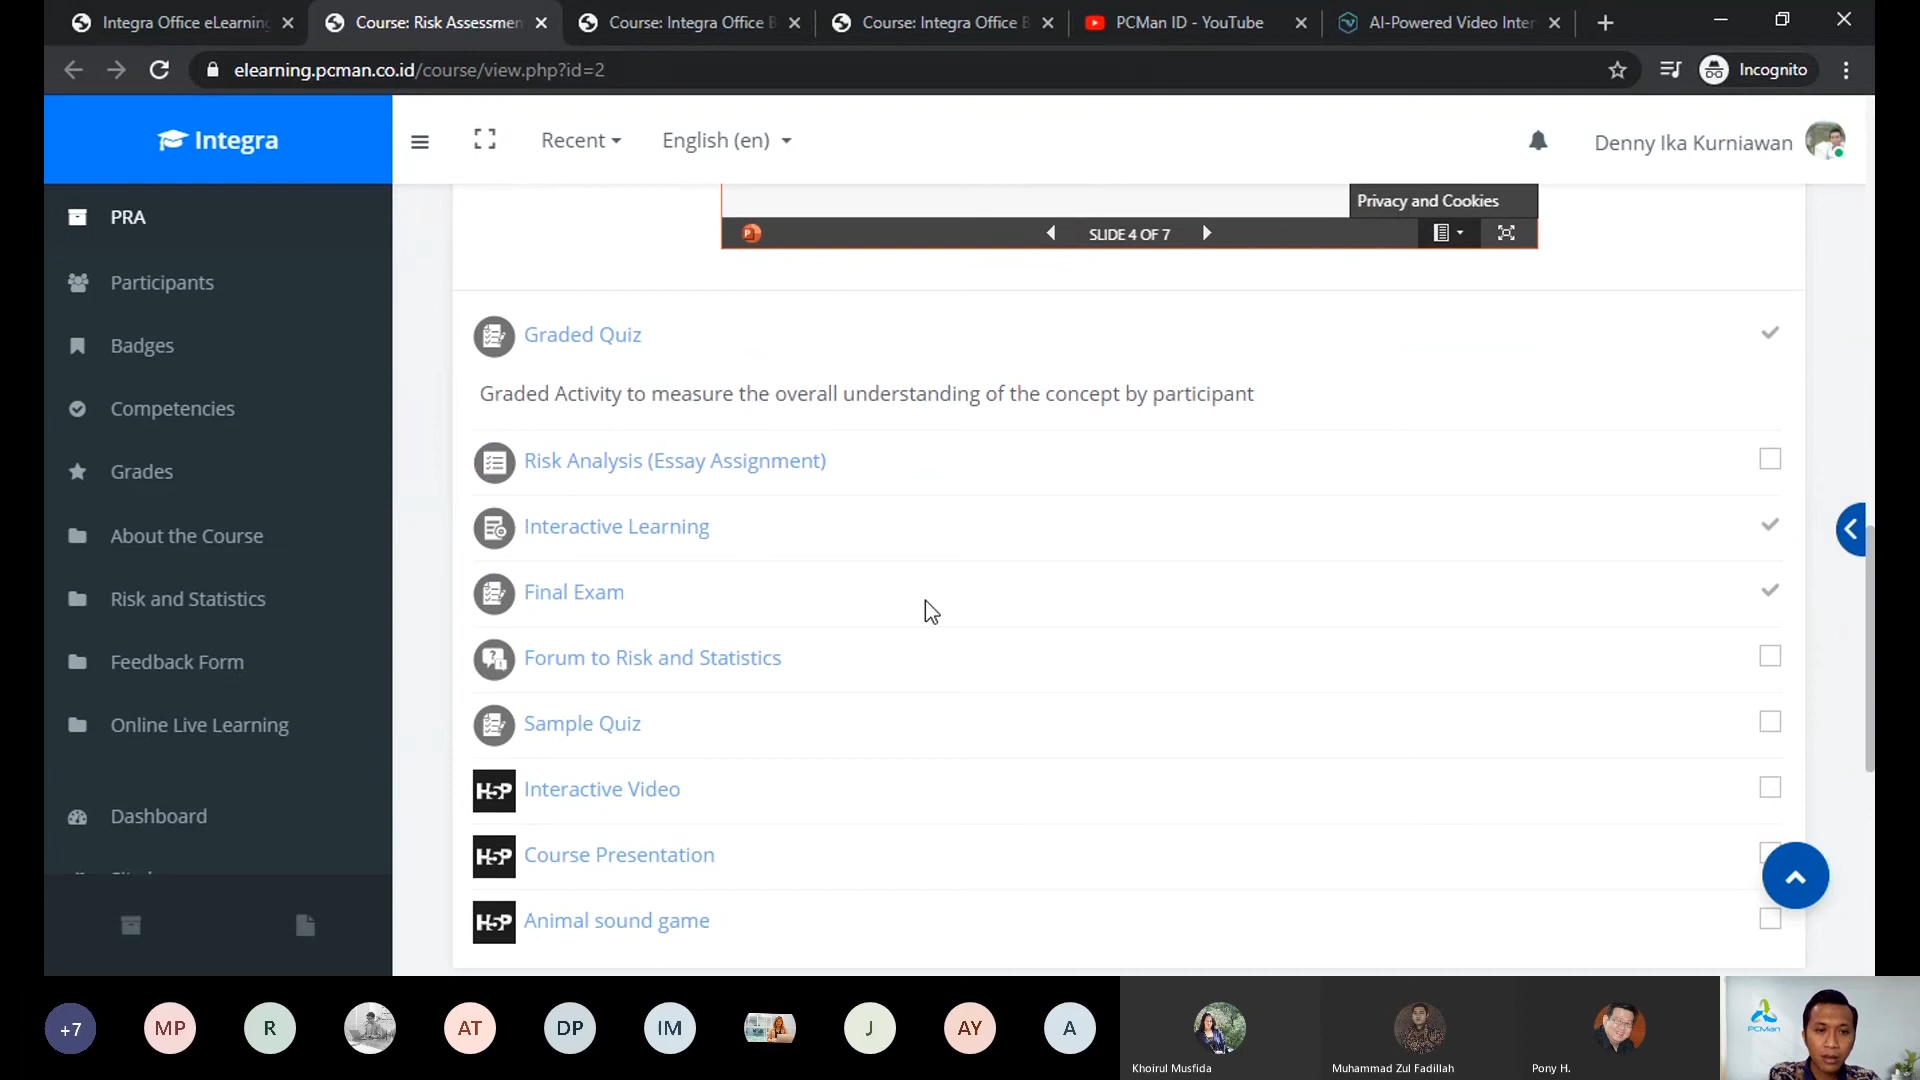 Integra Office eLearning
Course: Risk Assessmen
Course: Integra Office B
Course: Integra Office B
PCMan ID - YouTube
AI-Powered Video Inter
elearning.pcman.co.id/course/view.php?id=2
Incognito
Integra
Recent
English (en)
Denny Ika Kurniawan
PRA
Participants
Badges
Competencies
Grades
About the Course
Risk and Statistics
Feedback Form
Online Live Learning
Dashboard
Privacy and Cookies
SLIDE 4 OF 7
Graded Quiz
Graded Activity to measure the overall understanding of the concept by participant
Risk Analysis (Essay Assignment)
Interactive Learning
Final Exam
Forum to Risk and Statistics
Sample Quiz
H5P Interactive Video
H5P Course Presentation
H5P Animal sound game
+7
MP
R
AT
DP
IM
J
AY
A
Khoirul Musfida
Muhammad Zul Fadillah
Pony H.
PCMan